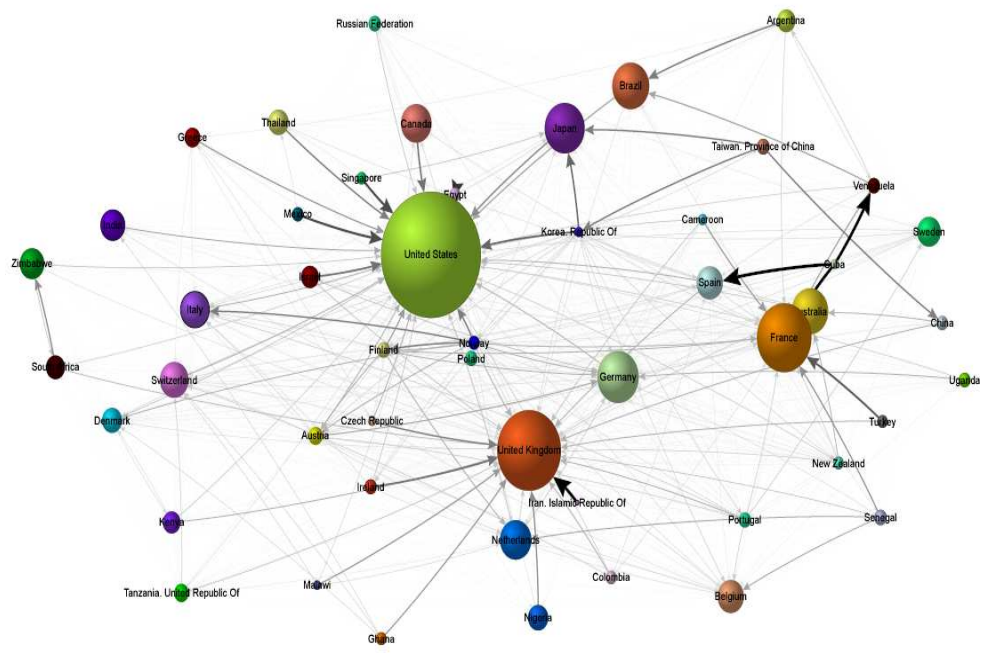 Russian Federation
Argentina
Brazil
Thailand
Canada
Japan
Greece
Taiwan. Province of China
Singapore
Egypt
Venezuela
Mexico
Cameroon
Korea. Republic Of
Sweden
United States
Zimbabwe
Cuba
Spain
Italy
France
China
Norway
Finland
Poland
South Africa
Switzerland
Germany
Uganda
Denmark
Czech Republic
Turkey
Austria
United Kingdom
New Zealand
Ireland
Iran. Islamic Republic Of
Kenya
Portugal
Senegal
Netherlands
Colombia
Malawi
Tanzania. United Republic Of
Belgium
Nigeria
Ghana